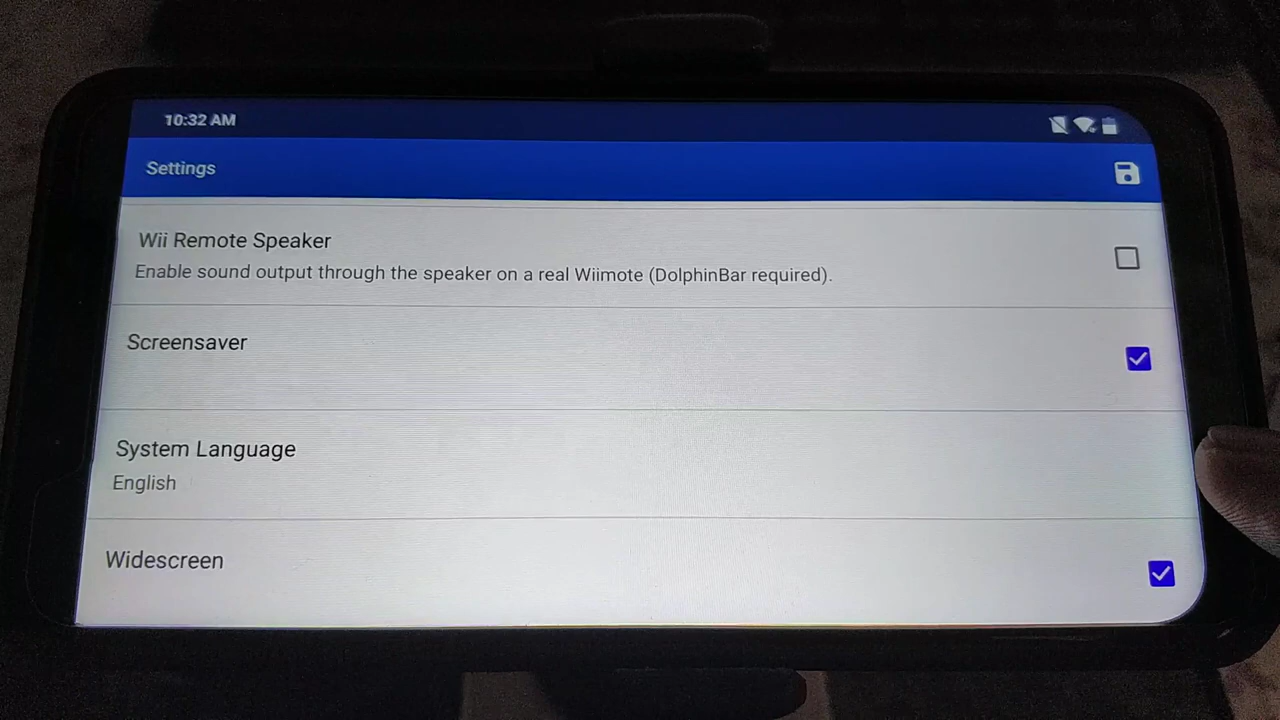 10:32 AM
Settings
Wii Remote Speaker
Enable sound output through the speaker on a real Wiimote (DolphinBar required).
Screensaver
System Language
English
Widescreen